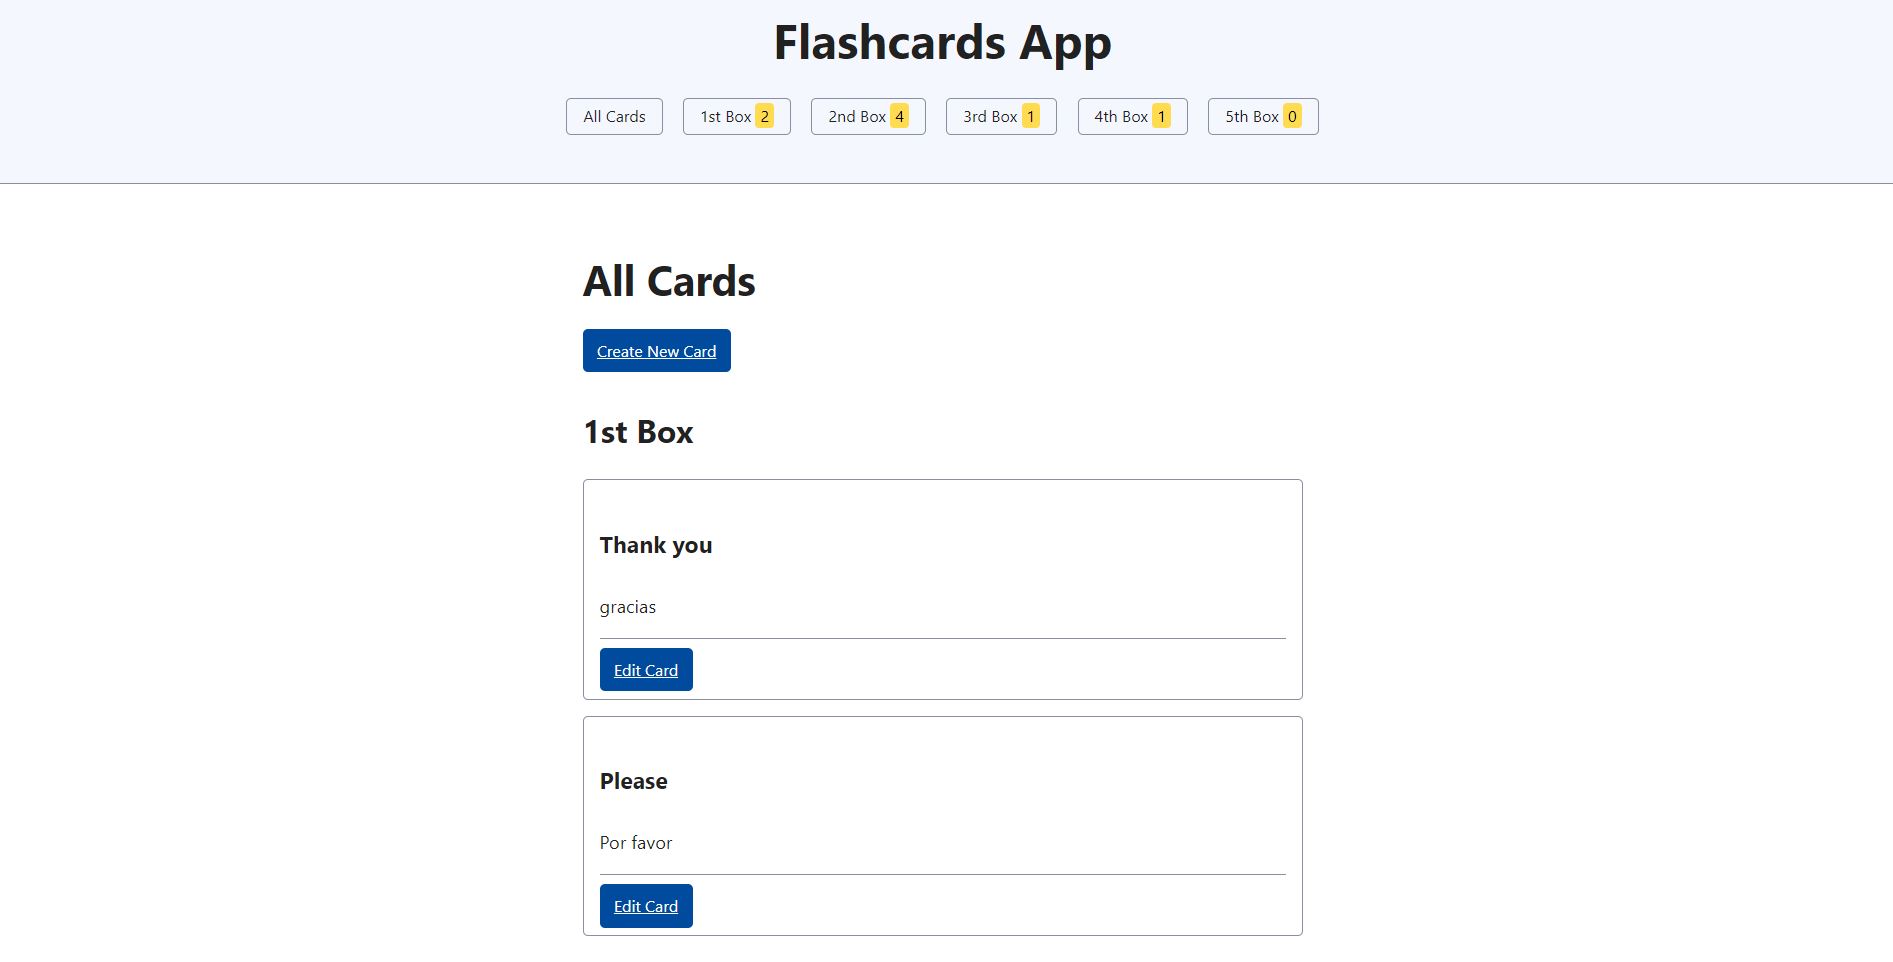 Flashcards App
All Cards 1st Box 2 2nd Box 4 3rd Box 1 4th Box 1 5th Box 0
All Cards
Create New Card
1st Box
Thank you
gracias
Edit Card
Please
Por favor
Edit Card